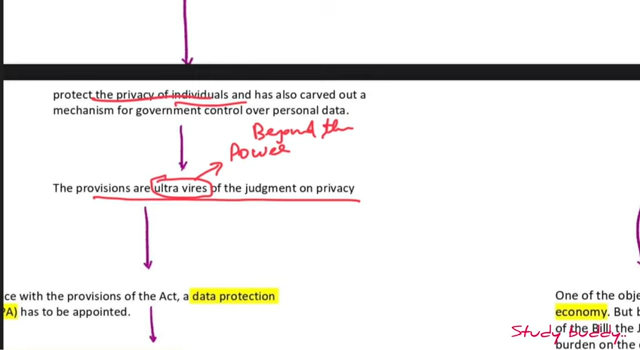 protect the privacy of individuals and has also carved out a
mechanism for government control over personal data.
Beyond the
Power
The provisions are ultra vires of the judgment on privacy
ce with the provisions of the Act, a data protection
PA) has to be appointed.
One of the obje
economy. But b
of the Bill, the J
burden on the
Study buddy..